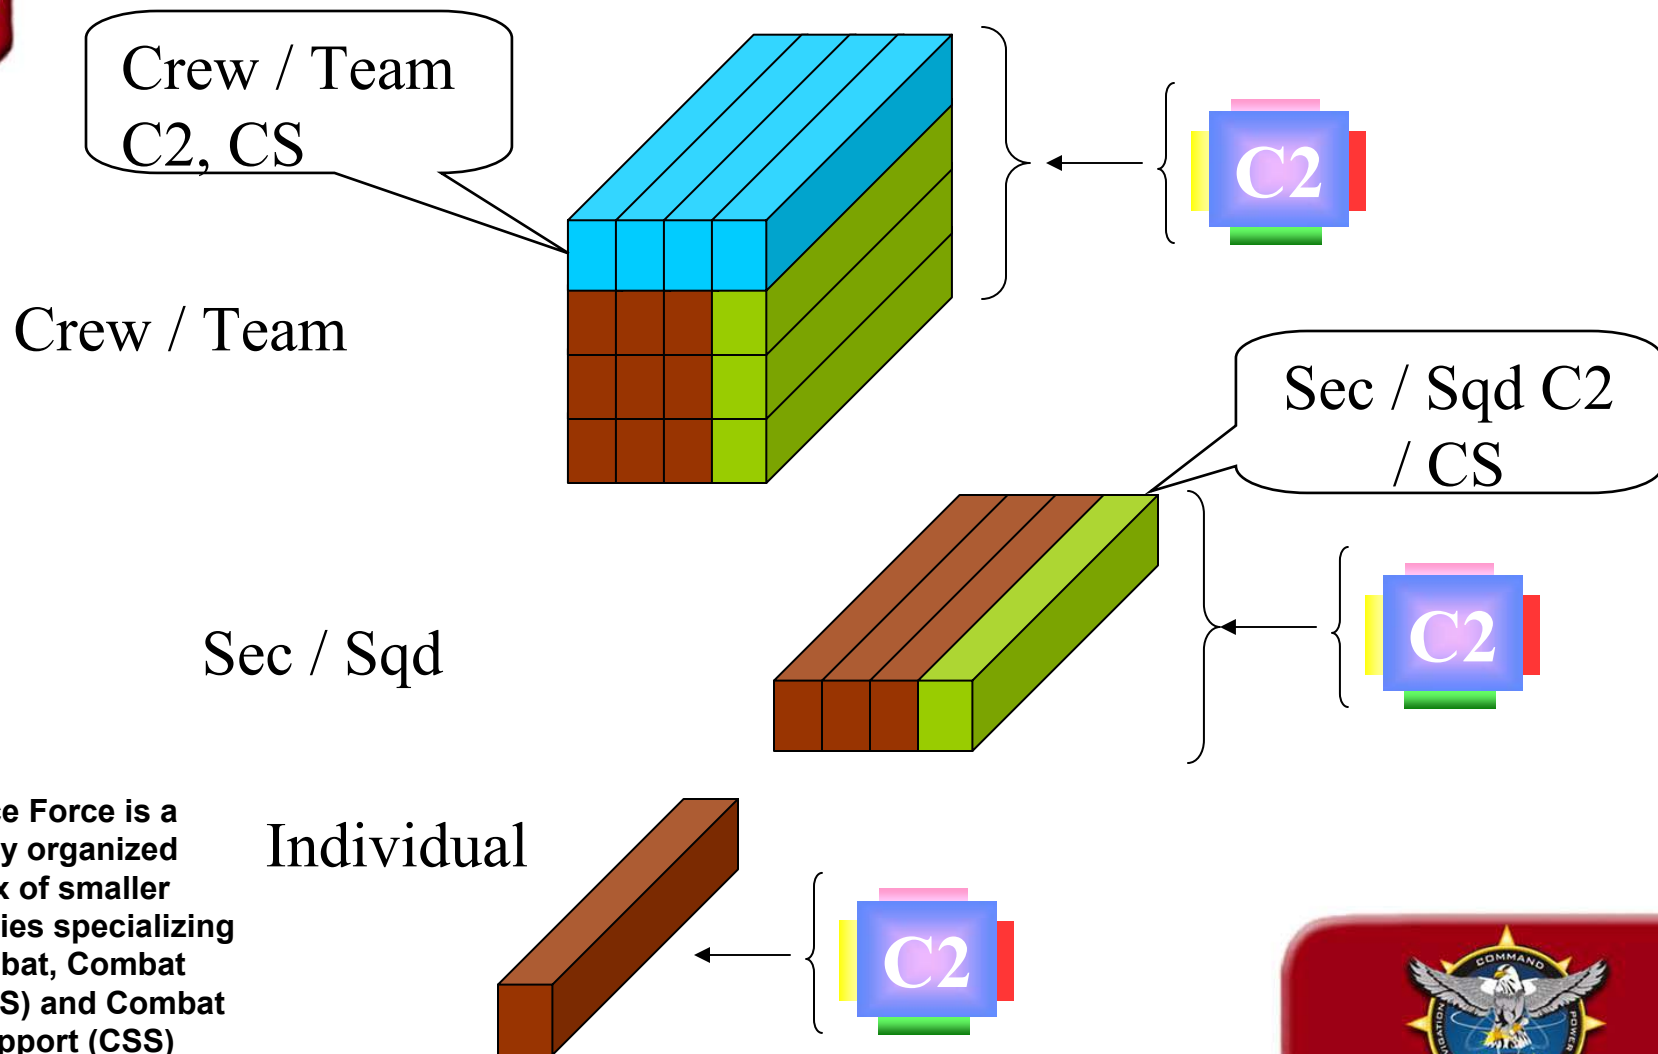 Crew / Team
C2, CS
C2
Crew / Team
Sec / Sqd C2
/ CS
C2
Sec / Sqd
Individual
ce Force is a
y organized
x of smaller
ies specializing
bat, Combat
S) and Combat
pport (CSS)
C2
COMMAND
POWER